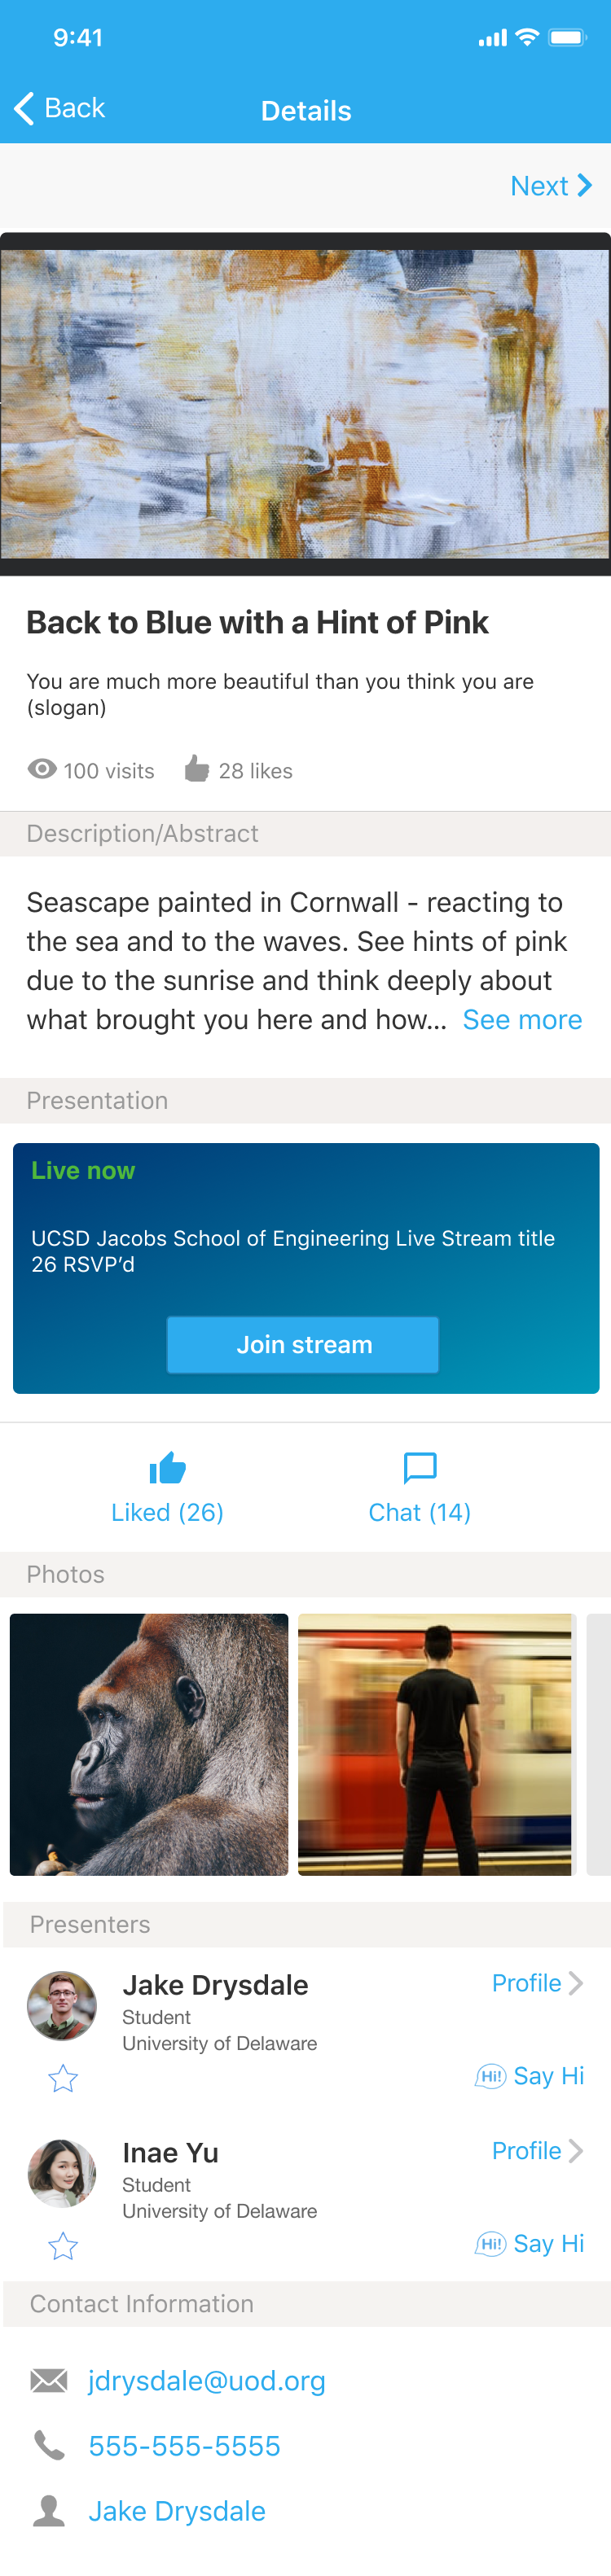 9:41
Back
Details
Next
Back to Blue with a Hint of Pink
You are much more beautiful than you think you are
(slogan)
100 visits
28 likes
Description/Abstract
Seascape painted in Cornwall - reacting to
the sea and to the waves. See hints of pink
due to the sunrise and think deeply about
what brought you here and how... See more
Presentation
Live now
UCSD Jacobs School of Engineering Live Stream title
26 RSVP’d
Join stream
Liked (26)
Chat (14)
Photos
Presenters
Jake Drysdale
Profile
Student
University of Delaware
Hi! Say Hi
Inae Yu
Profile
Student
University of Delaware
Hi! Say Hi
Contact Information
jdrysdale@uod.org
555-555-5555
Jake Drysdale